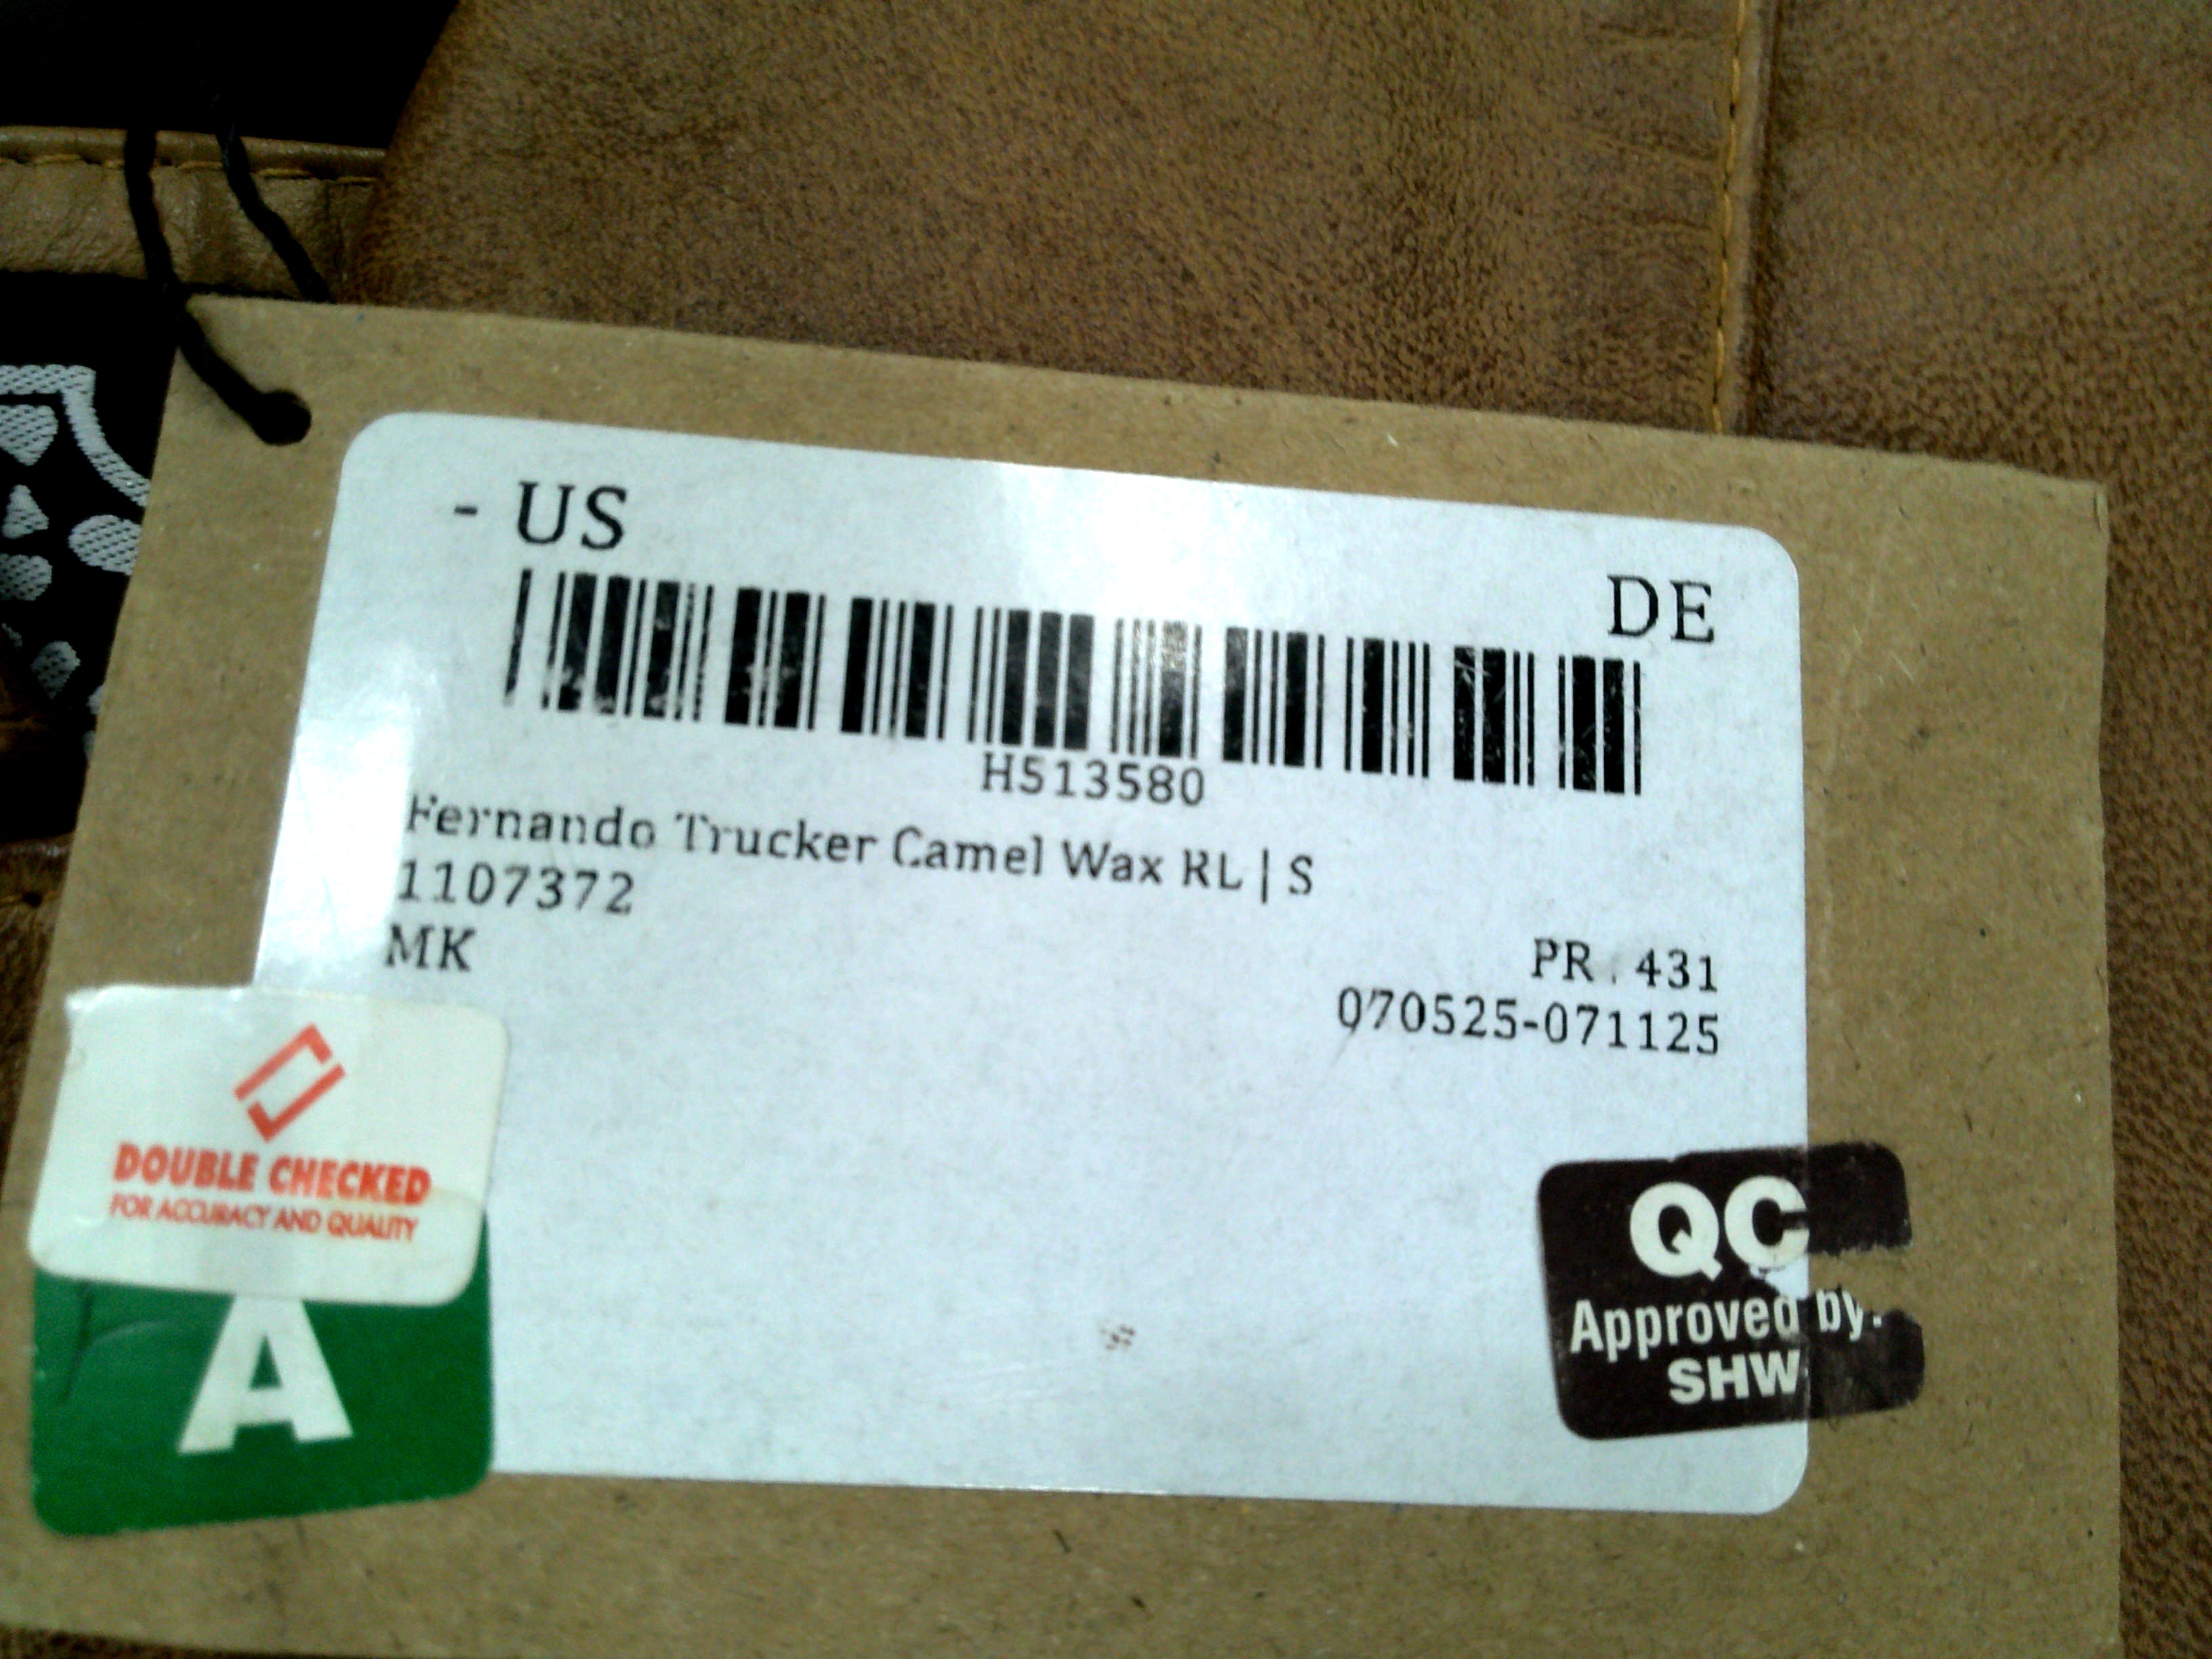 - US
DE
H513580
Fernando Trucker Camel Wax RL | S
1107372
MK
PR . 431
070525-071125
DOUBLE CHECKED
FOR ACCURACY AND QUALITY
A
QC
Approved by:
SHW